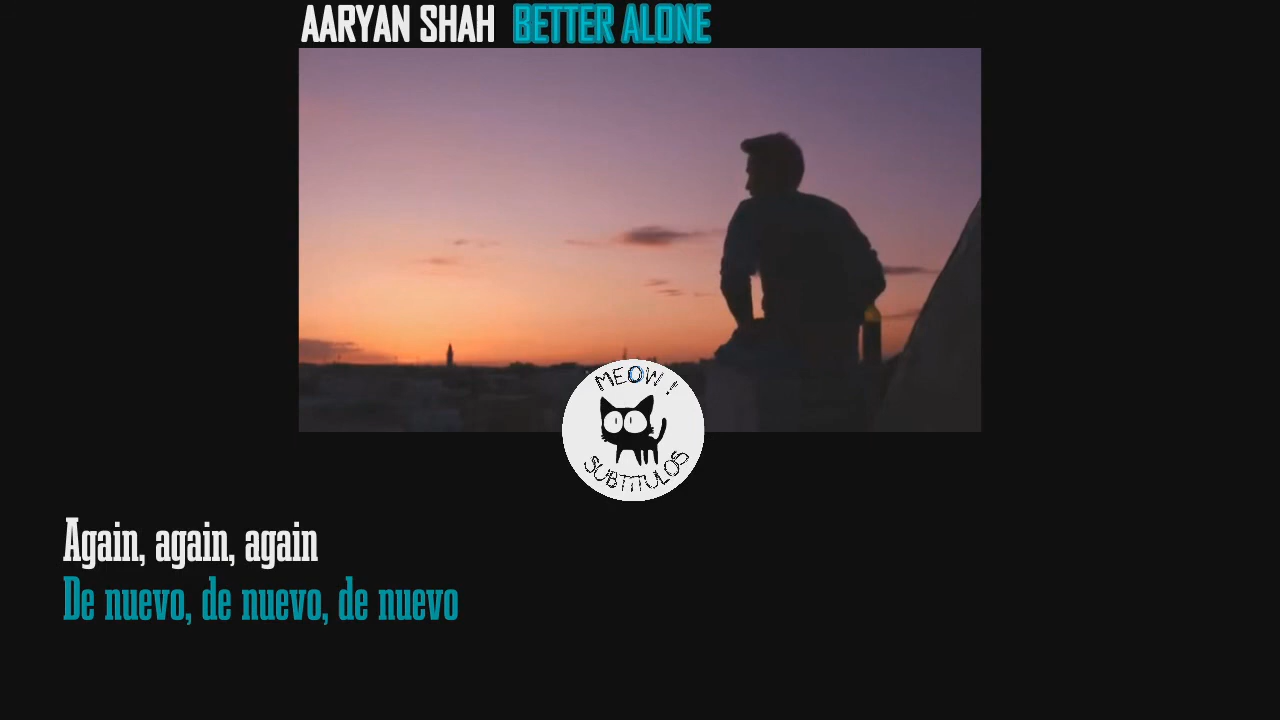 AARYAN SHAH BETTER ALONE
MEOW !
SUBTITULOS
Again, again, again
De nuevo, de nuevo, de nuevo